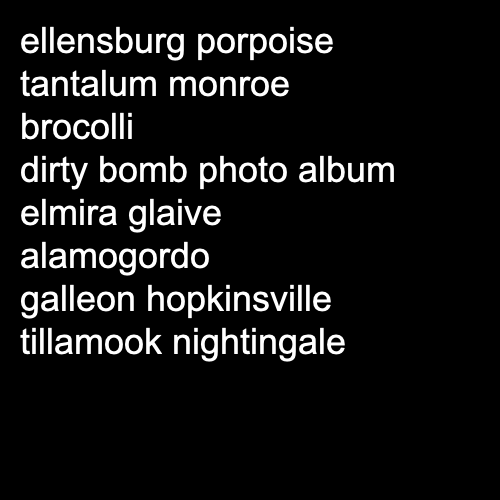 ellensburg porpoise
tantalum monroe
brocolli
dirty bomb photo album
elmira glaive
alamogordo
galleon hopkinsville
tillamook nightingale